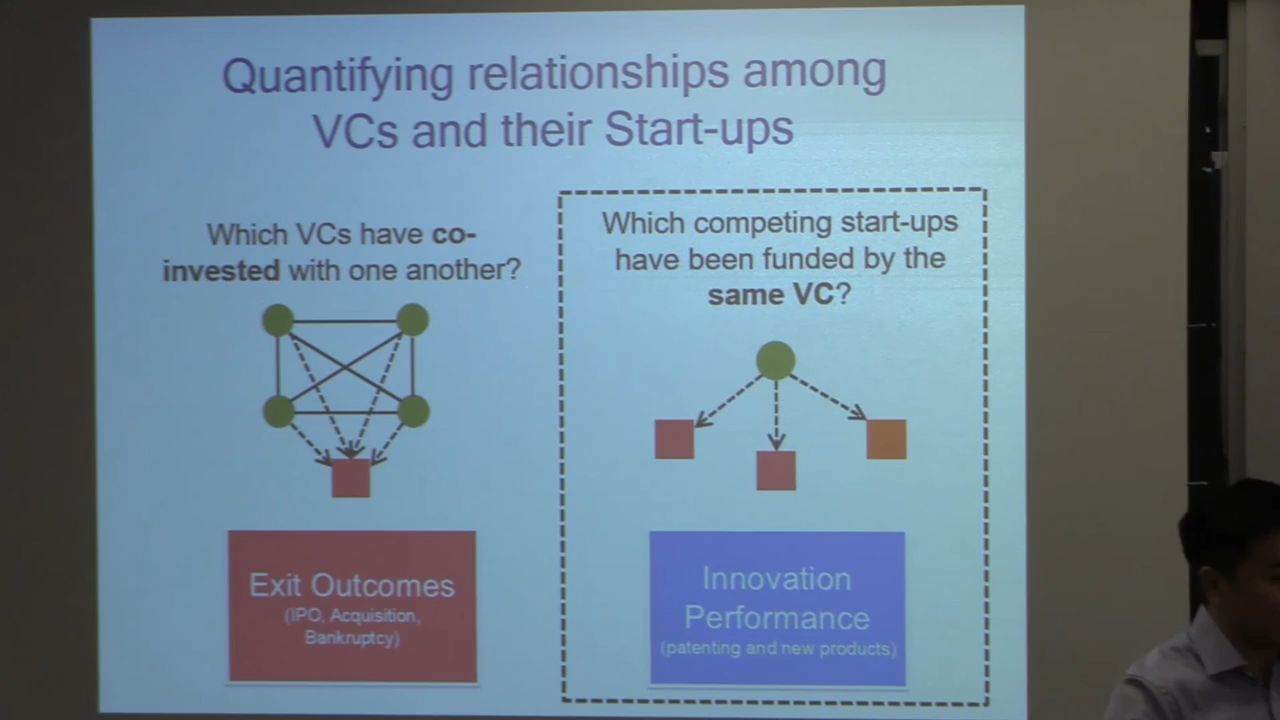 Quantifying relationships among
VCs and their Start-ups
Which VCs have co-
invested with one another?
Which competing start-ups
have been funded by the
same VC?
Exit Outcomes
(IPO, Acquisition,
Bankruptcy)
Innovation
Performance
(patenting and new products)